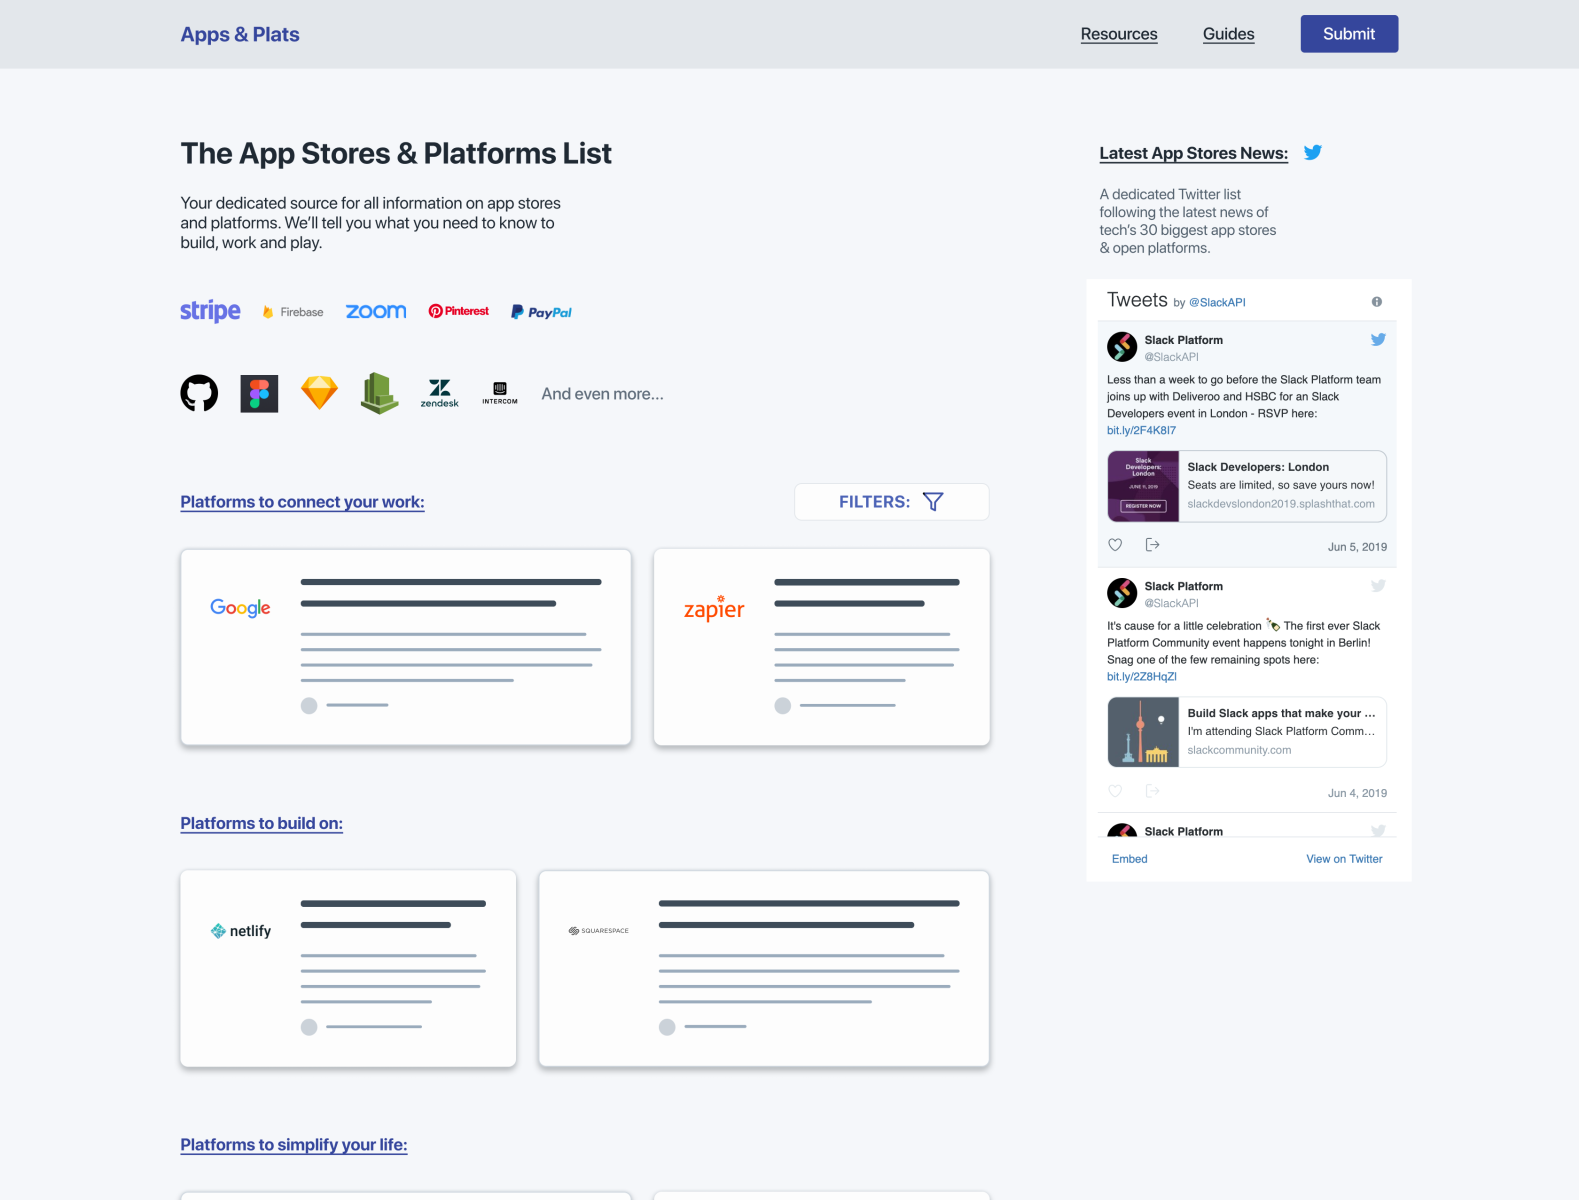 Apps & Plats
Resources
Guides
Submit
The App Stores & Platforms List
Your dedicated source for all information on app stores
and platforms. We’ll tell you what you need to know to
build, work and play.
stripe
Firebase
zoom
Pinterest
PayPal
zendesk
INTERCOM
And even more...
Platforms to connect your work:
FILTERS:
Google
zapier
Platforms to build on:
netlify
SQUARESPACE
Platforms to simplify your life:
Latest App Stores News:
A dedicated Twitter list
following the latest news of
tech’s 30 biggest app stores
& open platforms.
Tweets by @SlackAPI
Slack Platform
@SlackAPI
Less than a week to go before the Slack Platform team
joins up with Deliveroo and HSBC for an Slack
Developers event in London - RSVP here:
bit.ly/2F4K8I7
Slack
Developers:
London
JUNE 11, 2019
REGISTER NOW
Slack Developers: London
Seats are limited, so save yours now!
slackdevslondon2019.splashthat.com
Jun 5, 2019
Slack Platform
@SlackAPI
It's cause for a little celebration 🍾 The first ever Slack
Platform Community event happens tonight in Berlin!
Snag one of the few remaining spots here:
bit.ly/2Z8HqZl
Build Slack apps that make your ...
I'm attending Slack Platform Comm...
slackcommunity.com
Jun 4, 2019
Slack Platform
Embed
View on Twitter